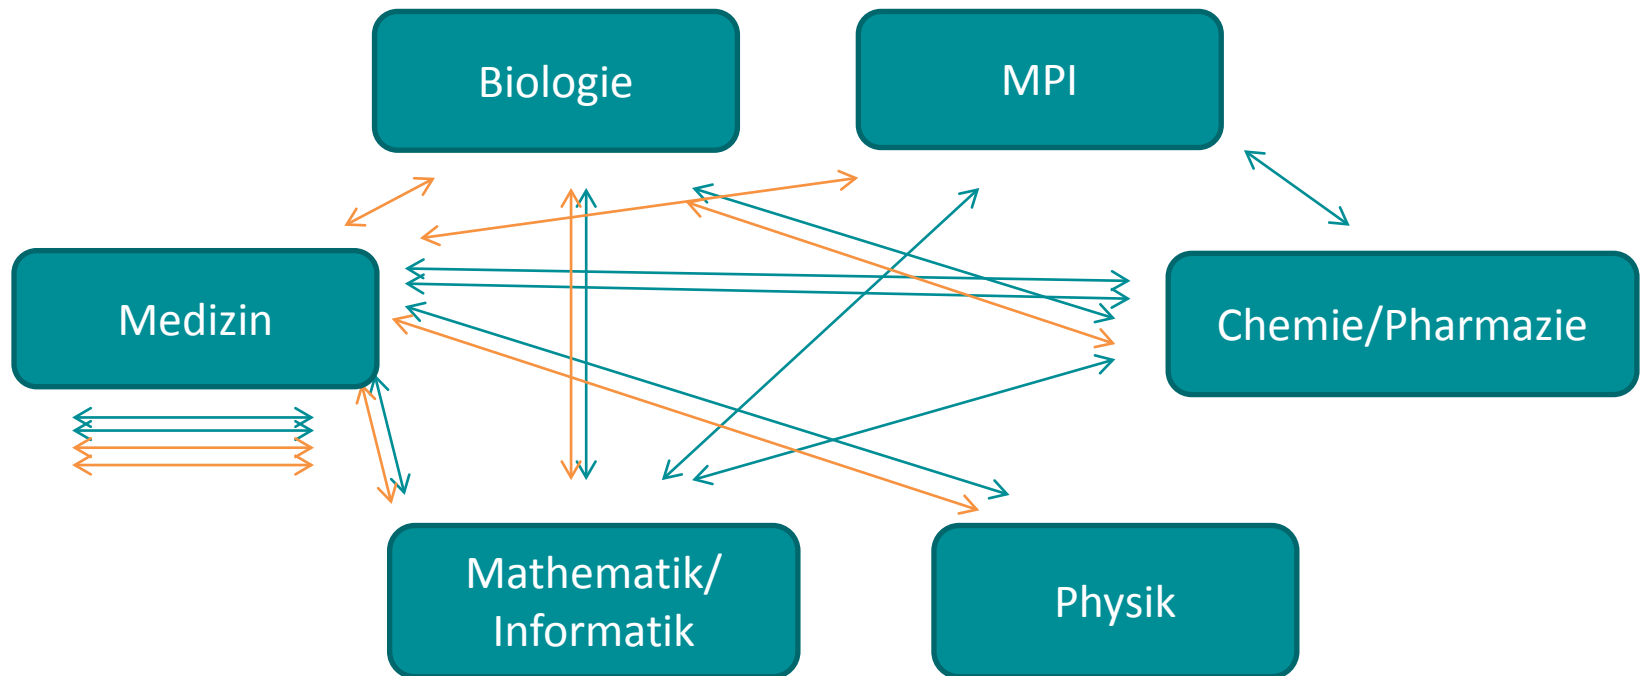 Biologie
MPI
Medizin
Chemie/Pharmazie
Mathematik/
Informatik
Physik